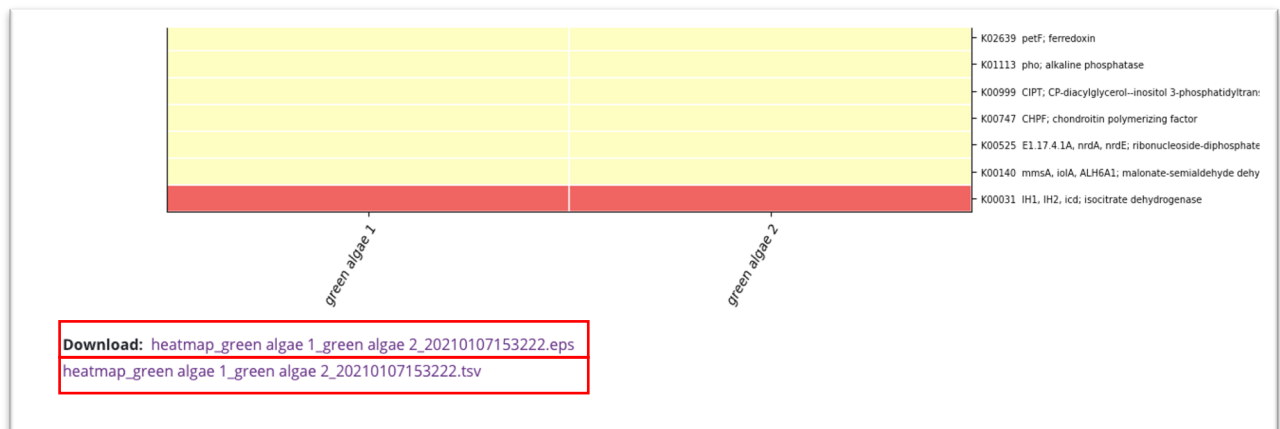 K02639 petF; ferredoxin
K01113 pho; alkaline phosphatase
K00999 CIPT; CP-diacylglycerol--inositol 3-phosphatidyltran
K00747 CHPF; chondroitin polymerizing factor
K00525 E1.17.4.1A, nrdA, nrdE; ribonucleoside-diphosphate
K00140 mmsA, iolA, ALH6A1; malonate-semialdehyde dehy
K00031 IH1, IH2, icd; isocitrate dehydrogenase
green algae 1
green algae 2
Download: heatmap_green algae 1_green algae 2_20210107153222.eps
heatmap_green algae 1_green algae 2_20210107153222.tsv